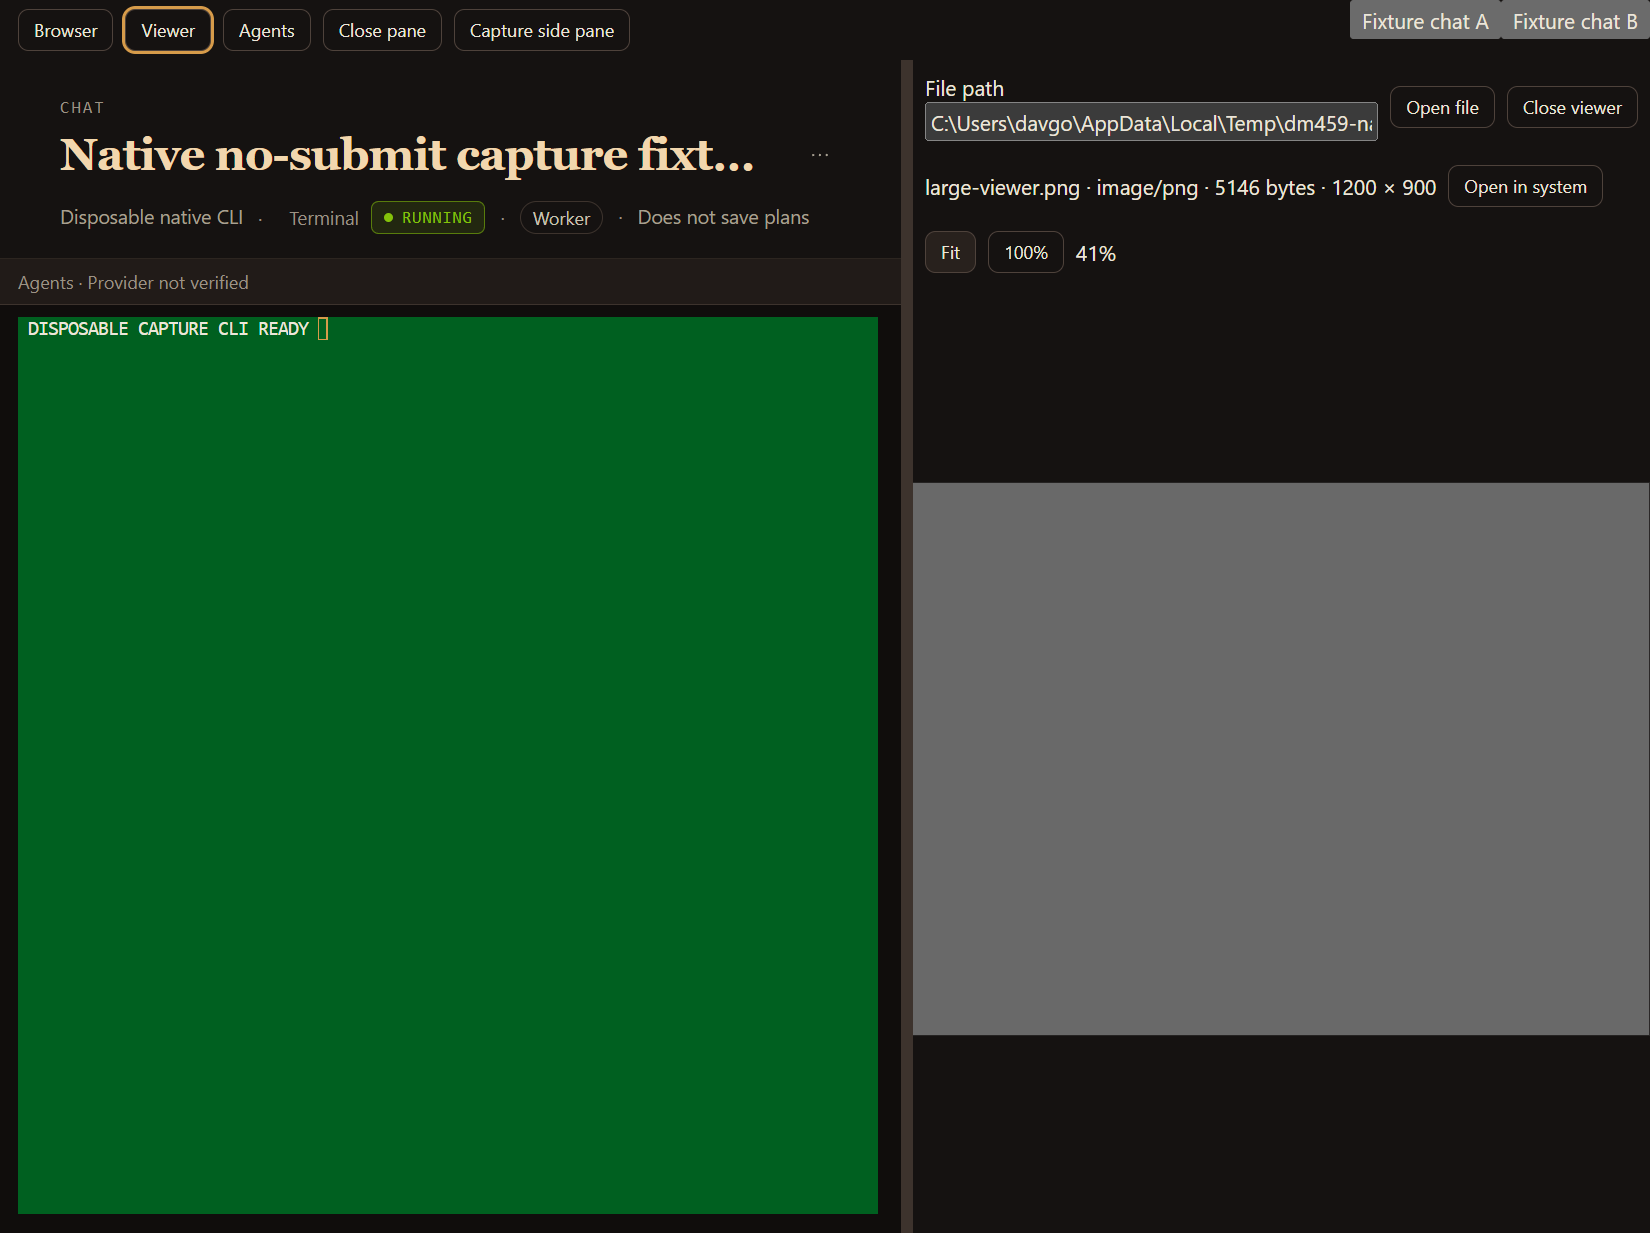 Browser Viewer Agents Close pane Capture side pane Fixture chat A Fixture chat B
CHAT
Native no-submit capture fixt...
...
Disposable native CLI · Terminal RUNNING · Worker · Does not save plans
Agents · Provider not verified
DISPOSABLE CAPTURE CLI READY
File path
C:\Users\davgo\AppData\Local\Temp\dm459-na Open file Close viewer
large-viewer.png · image/png · 5146 bytes · 1200 × 900 Open in system
Fit 100% 41%